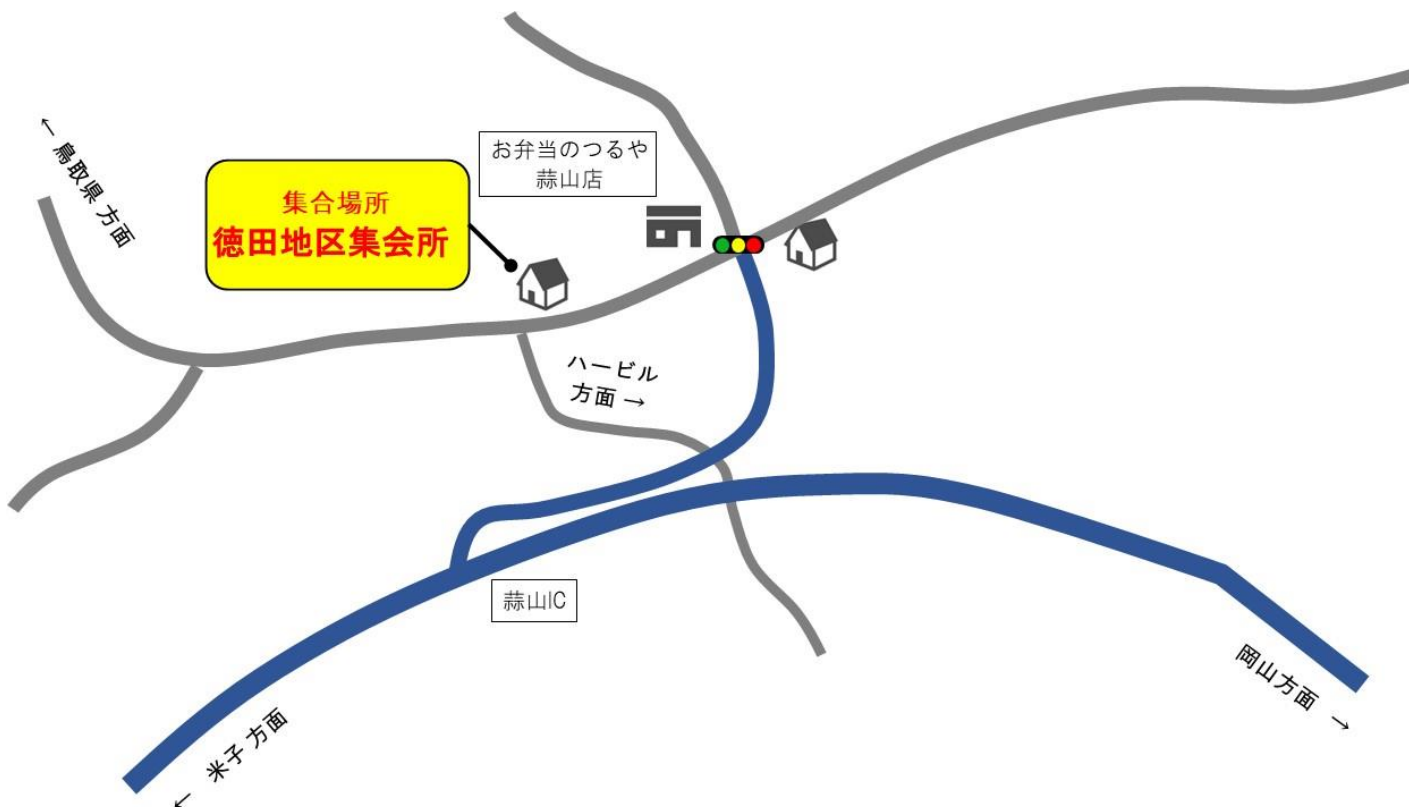 ← 鳥取県方面
お弁当のつるや
蒜山店
集合場所
徳田地区集会所
ハービル
方面 →
蒜山IC
岡山方面 →
← 米子方面